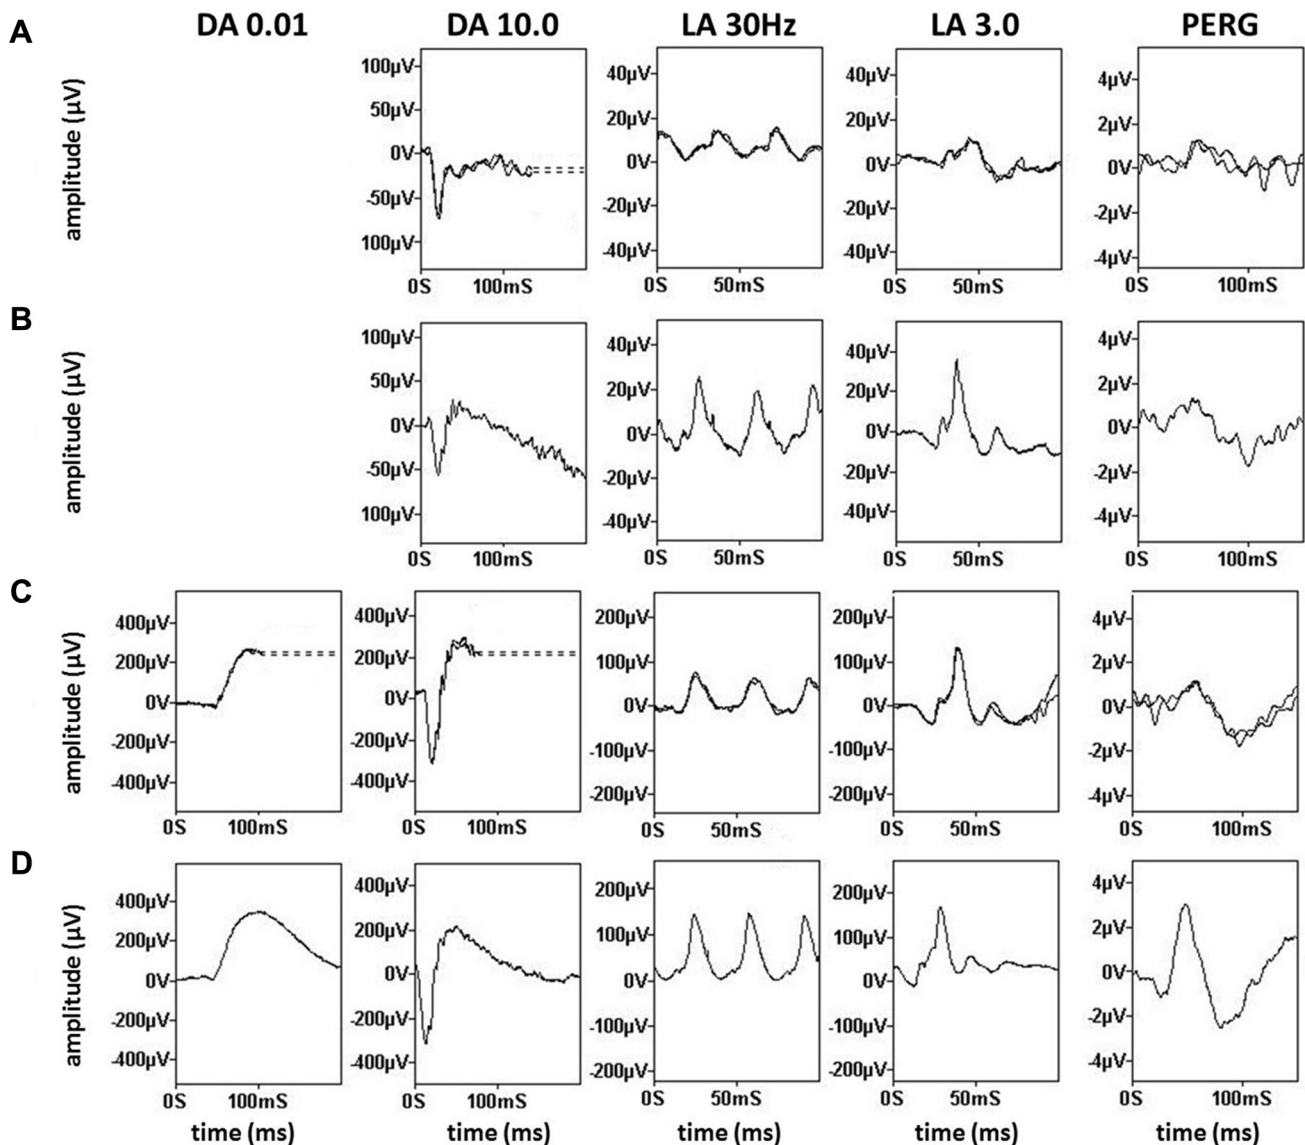 DA 0.01 DA 10.0 LA 30Hz LA 3.0 PERG
A
amplitude (µV)
100µV 40µV 40µV 4µV
50µV 20µV 20µV 2µV
0V 0V 0V 0V
-50µV -20µV -20µV -2µV
100µV -40µV -40µV -4µV
0S 100mS 0S 50mS 0S 50mS 0S 100mS
B
amplitude (µV)
100µV 40µV 40µV 4µV
50µV 20µV 20µV 2µV
0V 0V 0V 0V
-50µV -20µV -20µV -2µV
100µV -40µV -40µV -4µV
0S 100mS 0S 50mS 0S 50mS 0S 100mS
C
amplitude (µV)
400µV 400µV 200µV 200µV 4µV
200µV 200µV 100µV 100µV 2µV
0V 0V 0V 0V 0V
-200µV -200µV -100µV -100µV -2µV
-400µV -400µV -200µV -200µV -4µV
0S 100mS 0S 100mS 0S 50mS 0S 50mS 0S 100mS
D
amplitude (µV)
400µV 400µV 200µV 200µV 4µV
200µV 200µV 100µV 100µV 2µV
0V 0V 0V 0V 0V
-200µV -200µV -100µV -100µV -2µV
-400µV -400µV -200µV -200µV -4µV
0S 100mS 0S 100mS 0S 50mS 0S 50mS 0S 100mS
time (ms) time (ms) time (ms) time (ms) time (ms)